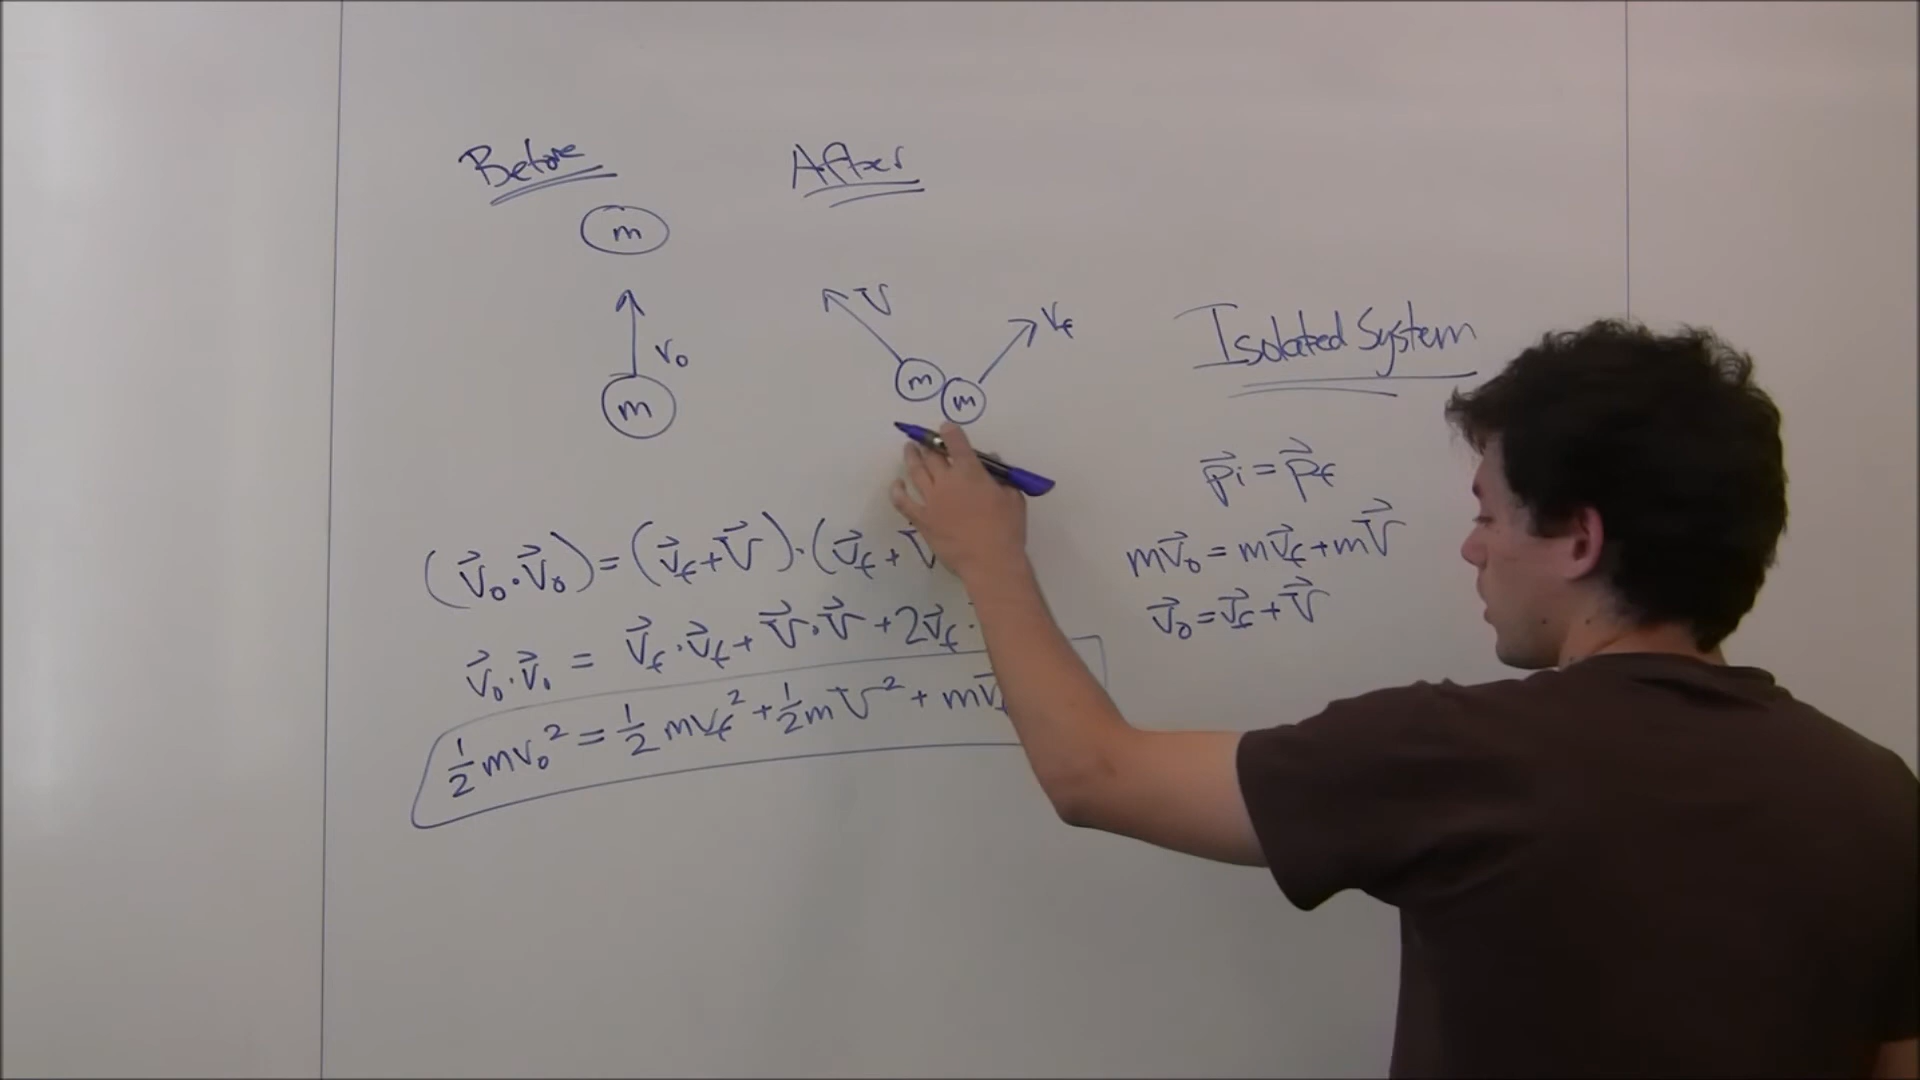 Before
After
m
v₀
m
V
v_f
m
m
Isolated System
p⃗i = p⃗f
mv⃗₀ = mv⃗_f + mV⃗
v⃗₀ = v⃗_f + V⃗
(v⃗₀ · v⃗₀) = (v⃗_f + V⃗) · (v⃗_f + V
v⃗₀ · v⃗₀ = v⃗_f · v⃗_f + V⃗ · V⃗ + 2v⃗_f ·
½mv₀² = ½mv_f² + ½mV² + mv